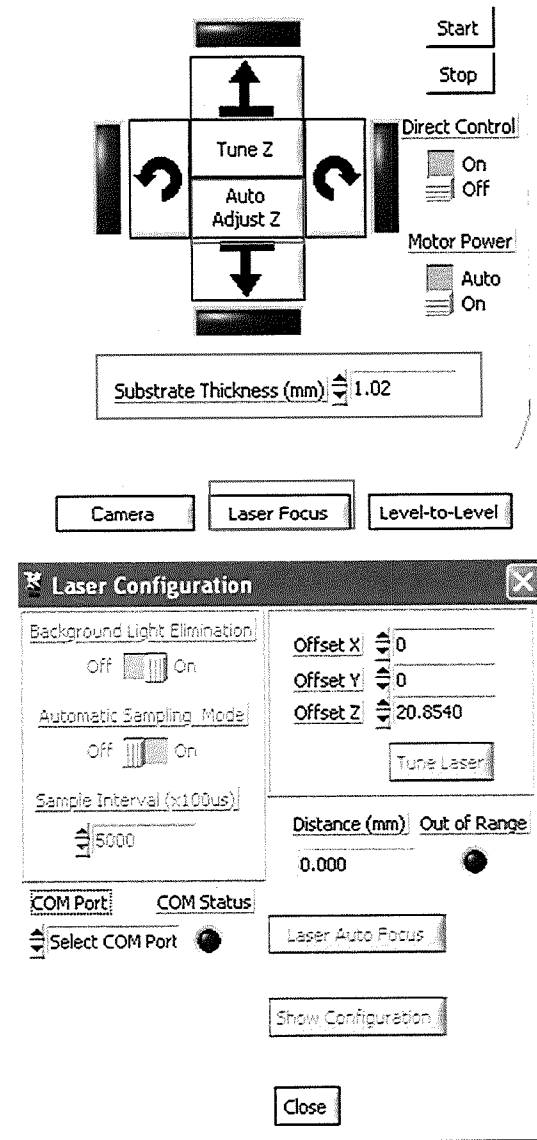 Start
Stop
Tune Z
Auto
Adjust Z
Direct Control
On
Off
Motor Power
Auto
On
Substrate Thickness (mm) 1.02
Camera Laser Focus Level-to-Level
Laser Configuration
Background Light Elimination
Off On
Automatic Sampling Mode
Off On
Sample Interval (x100us)
5000
COM Port COM Status
Select COM Port
Offset X 0
Offset Y 0
Offset Z 20.8540
Tune Laser
Distance (mm) Out of Range
0.000
Laser Auto Focus
Show Configuration
Close